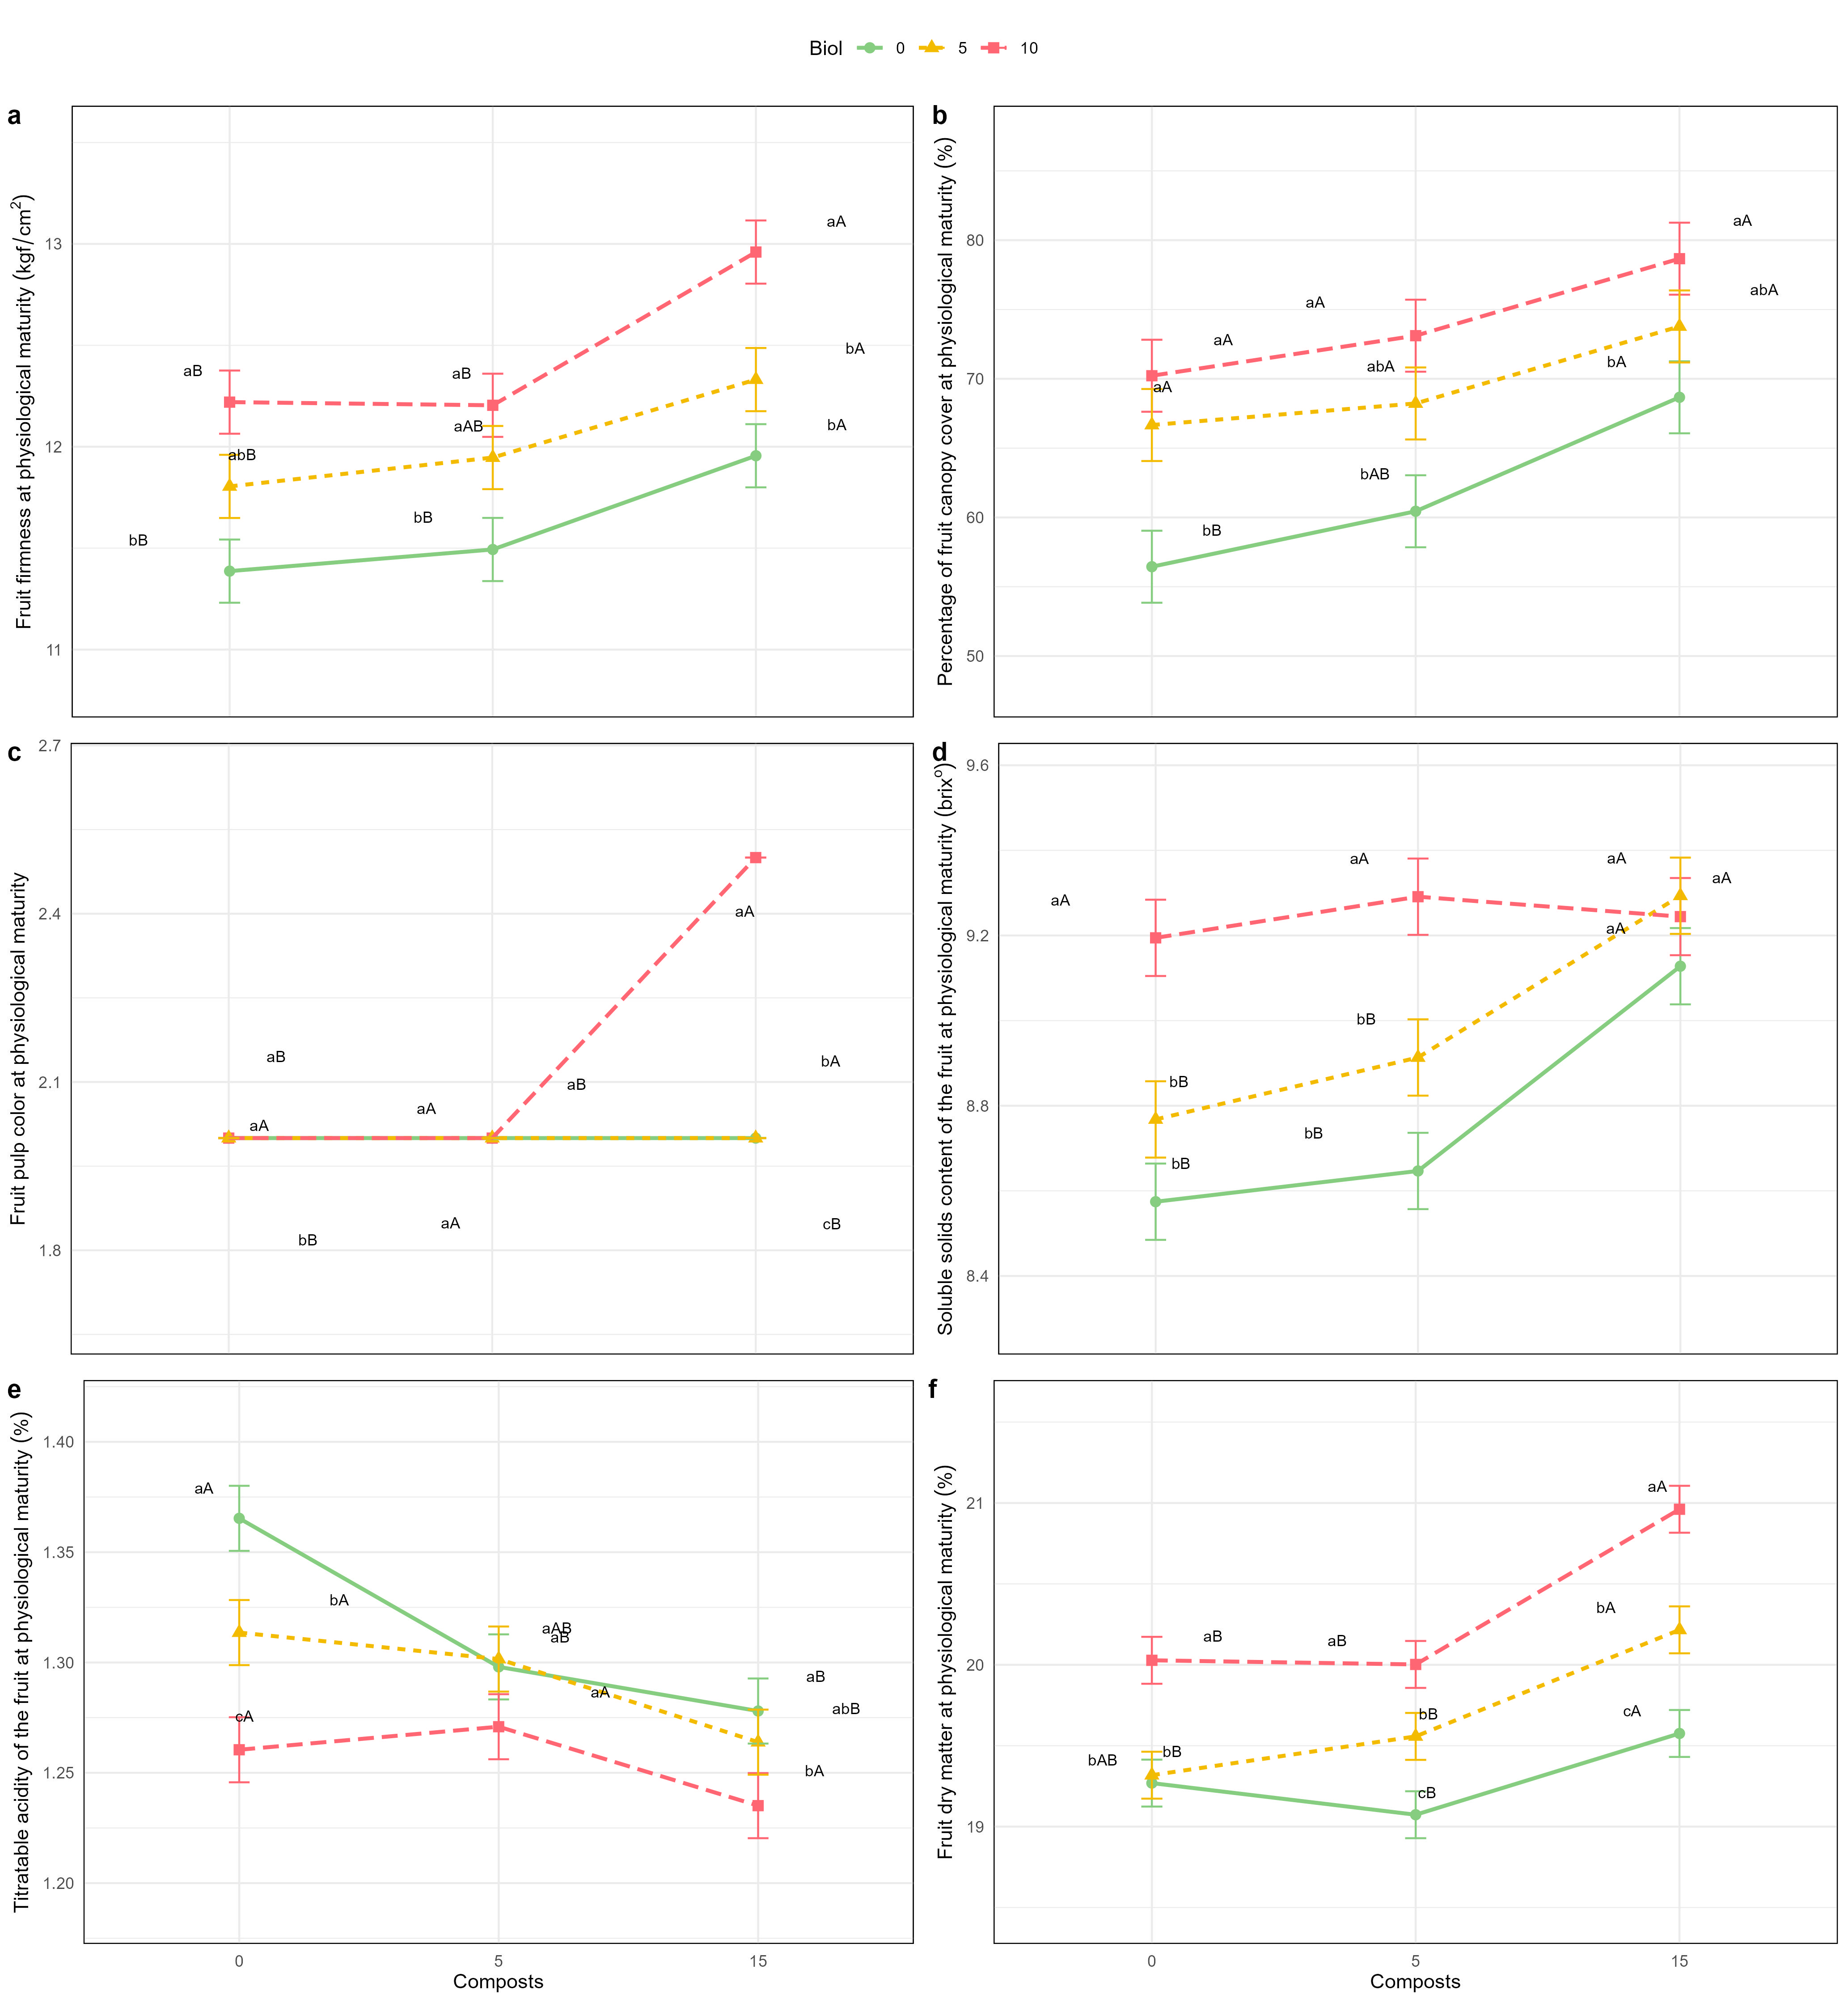 Biol 0 5 10
a
Fruit firmness at physiological maturity (kgf/cm²)
13
12
11
aB
abB
bB
aB
aAB
bB
aA
bA
bA
b
Percentage of fruit canopy cover at physiological maturity (%)
80
70
60
50
aA
aA
bB
aA
abA
bAB
aA
abA
bA
c
Fruit pulp color at physiological maturity
2.7
2.4
2.1
1.8
aB
aA
bB
aA
aB
aA
aA
bA
cB
d
Soluble solids content of the fruit at physiological maturity (brixº)
9.6
9.2
8.8
8.4
aA
bB
bB
aA
bB
bB
aA
aA
aA
e
Titratable acidity of the fruit at physiological maturity (%)
1.40
1.35
1.30
1.25
1.20
aA
bA
cA
aAB
aB
aA
aB
abB
bA
0
5
15
Composts
f
Fruit dry matter at physiological maturity (%)
21
20
19
aB
bAB
bB
aB
bB
cB
aA
bA
cA
0
5
15
Composts